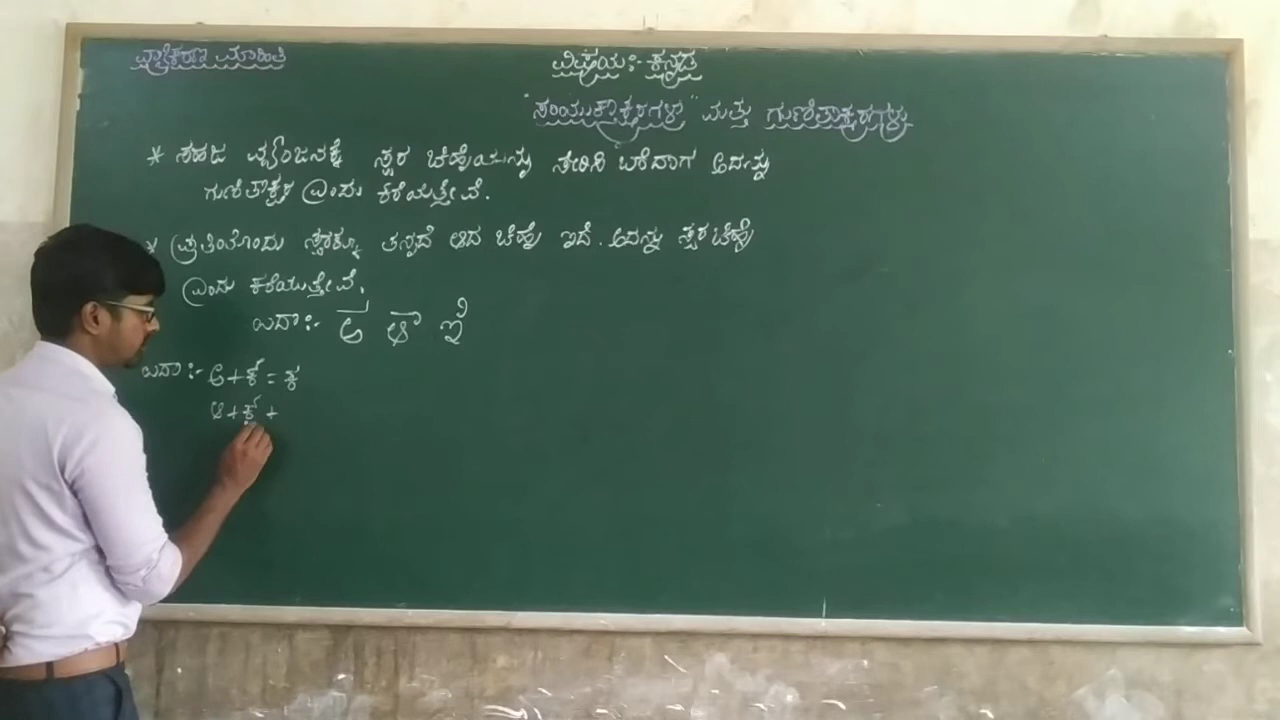 ವ್ಯಾಕರಣ ಮಾಹಿತಿ
ವಿಷಯ:- ಕನ್ನಡ
"ಸಂಯುಕ್ತಾಕ್ಷರಗಳು" ಮತ್ತು ಗುಣಿತಾಕ್ಷರಗಳು
* ಸಹಜ ವ್ಯಂಜನಕ್ಕೆ ಸ್ವರ ಚಿಹ್ನೆಯನ್ನು ಸೇರಿಸಿ ಬರೆದಾಗ ಅದನ್ನು
ಗುಣಿತಾಕ್ಷರ ಎಂದು ಕರೆಯುತ್ತೇವೆ.
* ಪ್ರತಿಯೊಂದು ಸ್ವರಕ್ಕೂ ತನ್ನದೆ ಆದ ಚಿಹ್ನೆ ಇದೆ. ಅದನ್ನು ಸ್ವರ ಚಿಹ್ನೆ
ಎಂದು ಕರೆಯುತ್ತೇವೆ.
ಉದಾ:- ಅ ಆ ಇ
ಉದಾ:- ಅ+ಕ್ = ಕ
ಆ+ಕ್ +